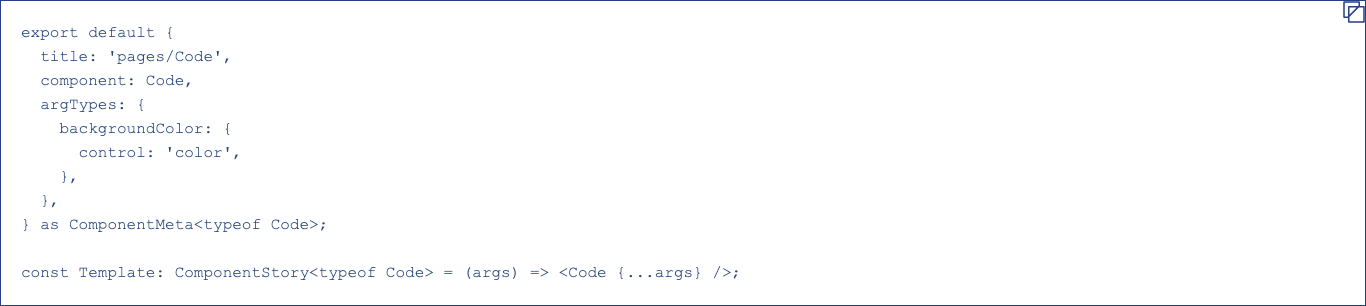 export default {
  title: 'pages/Code',
  component: Code,
  argTypes: {
    backgroundColor: {
      control: 'color',
    },
  },
} as ComponentMeta<typeof Code>;

const Template: ComponentStory<typeof Code> = (args) => <Code {...args} />;